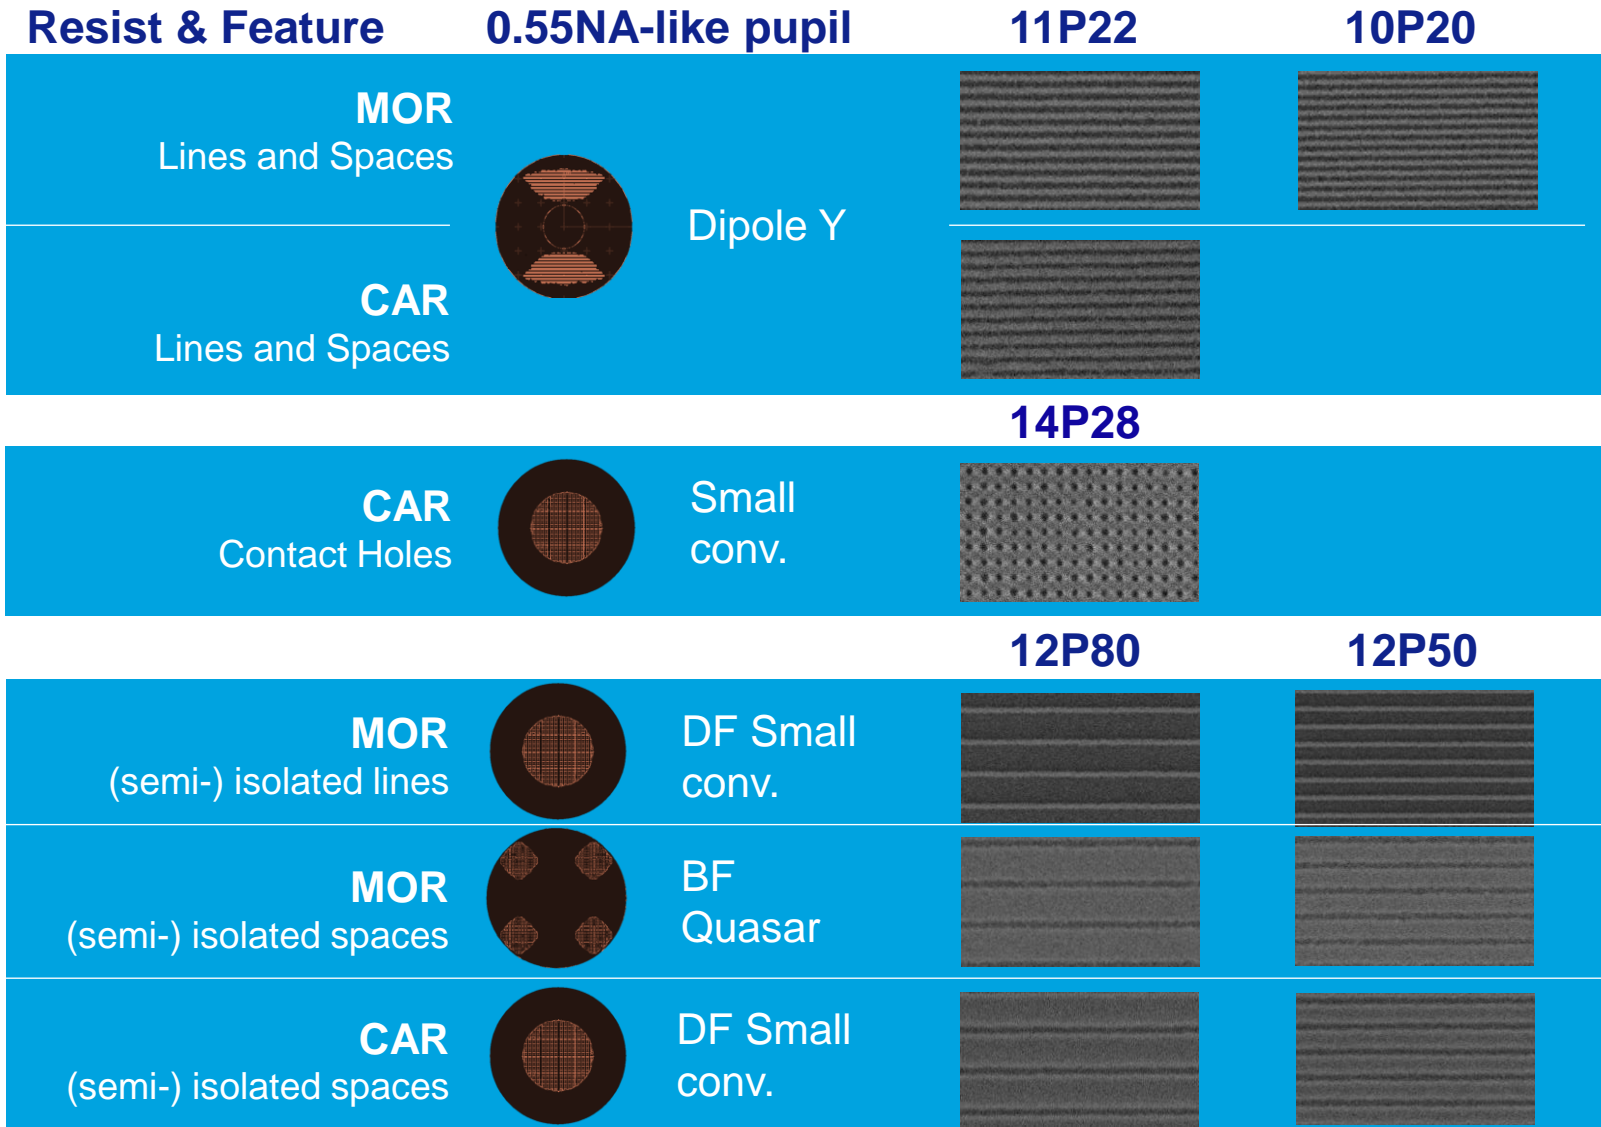 Resist & Feature 0.55NA-like pupil 11P22 10P20
MOR
Lines and Spaces
Dipole Y
CAR
Lines and Spaces
14P28
CAR
Contact Holes
Small
conv.
12P80 12P50
MOR
(semi-) isolated lines
DF Small
conv.
MOR
(semi-) isolated spaces
BF
Quasar
CAR
(semi-) isolated spaces
DF Small
conv.